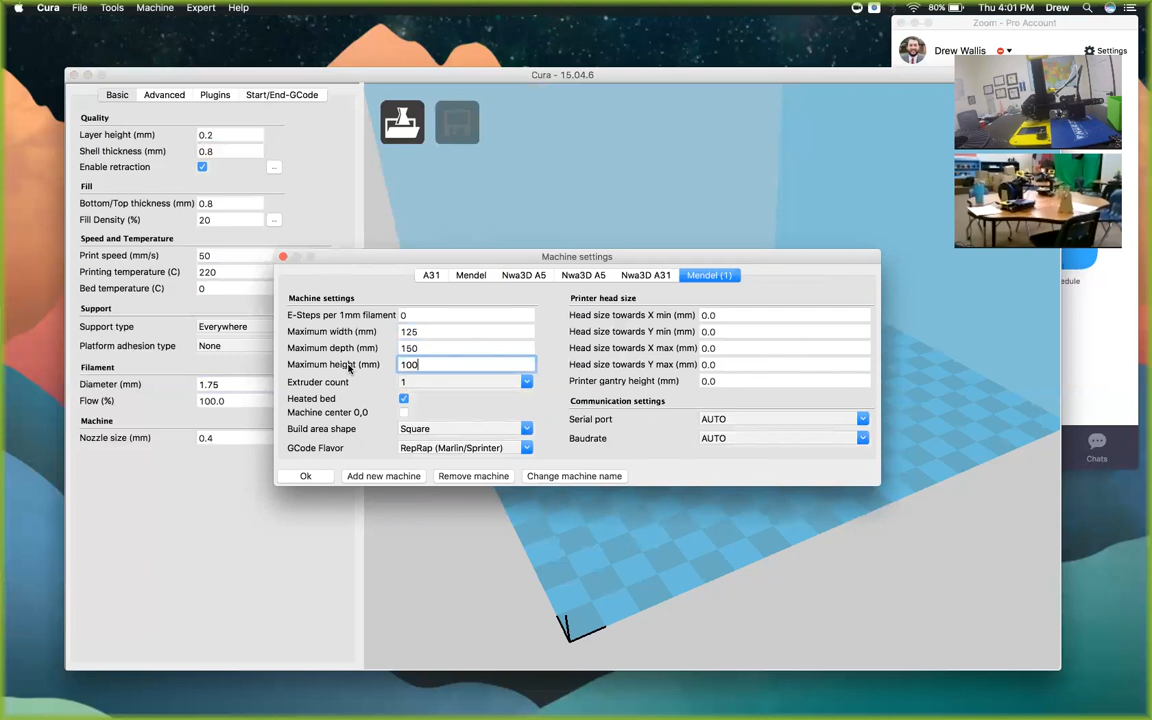 Cura File Tools Machine Expert Help
80% Thu 4:01 PM Drew
Zoom - Pro Account
Drew Wallis
Settings
Cura - 15.04.6
Basic Advanced Plugins Start/End-GCode
Quality
Layer height (mm) 0.2
Shell thickness (mm) 0.8
Enable retraction ...
Fill
Bottom/Top thickness (mm) 0.8
Fill Density (%) 20 ...
Speed and Temperature
Print speed (mm/s) 50
Printing temperature (C) 220
Bed temperature (C) 0
Support
Support type Everywhere
Platform adhesion type None
Filament
Diameter (mm) 1.75
Flow (%) 100.0
Machine
Nozzle size (mm) 0.4
Machine settings
A31 Mendel Nwa3D A5 Nwa3D A5 Nwa3D A31 Mendel (1)
Machine settings
E-Steps per 1mm filament 0
Maximum width (mm) 125
Maximum depth (mm) 150
Maximum height (mm) 100
Extruder count 1
Heated bed
Machine center 0,0
Build area shape Square
GCode Flavor RepRap (Marlin/Sprinter)
Printer head size
Head size towards X min (mm) 0.0
Head size towards Y min (mm) 0.0
Head size towards X max (mm) 0.0
Head size towards Y max (mm) 0.0
Printer gantry height (mm) 0.0
Communication settings
Serial port AUTO
Baudrate AUTO
Ok Add new machine Remove machine Change machine name
edule
Chats